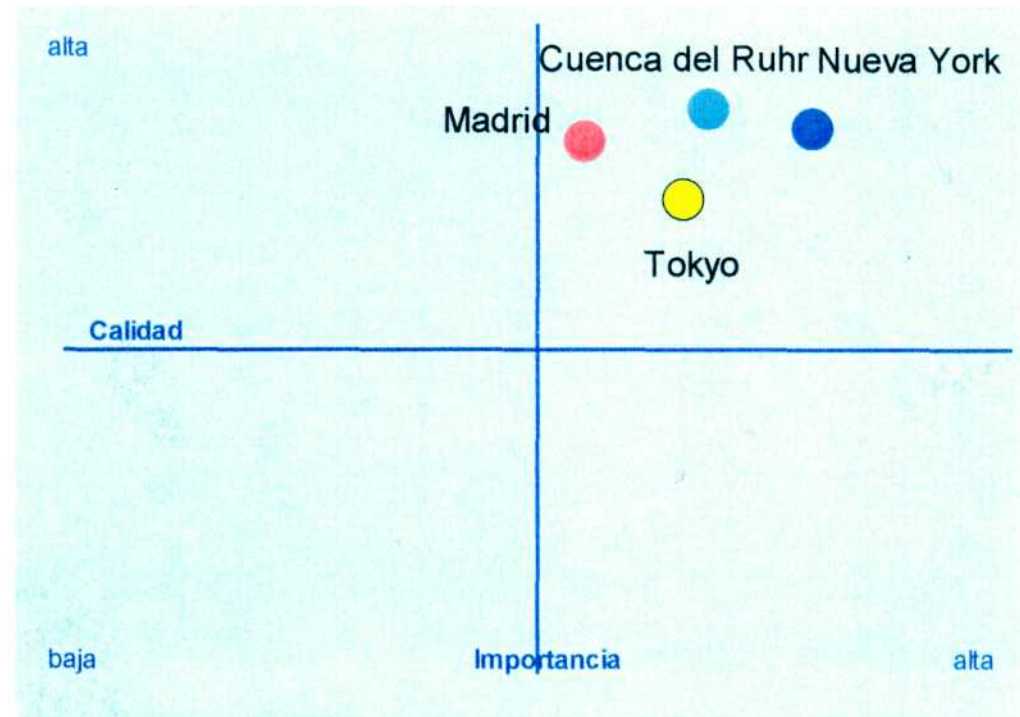 alta
Cuenca del Ruhr
Nueva York
Madrid
Tokyo
Calidad
baja
Importancia
alta